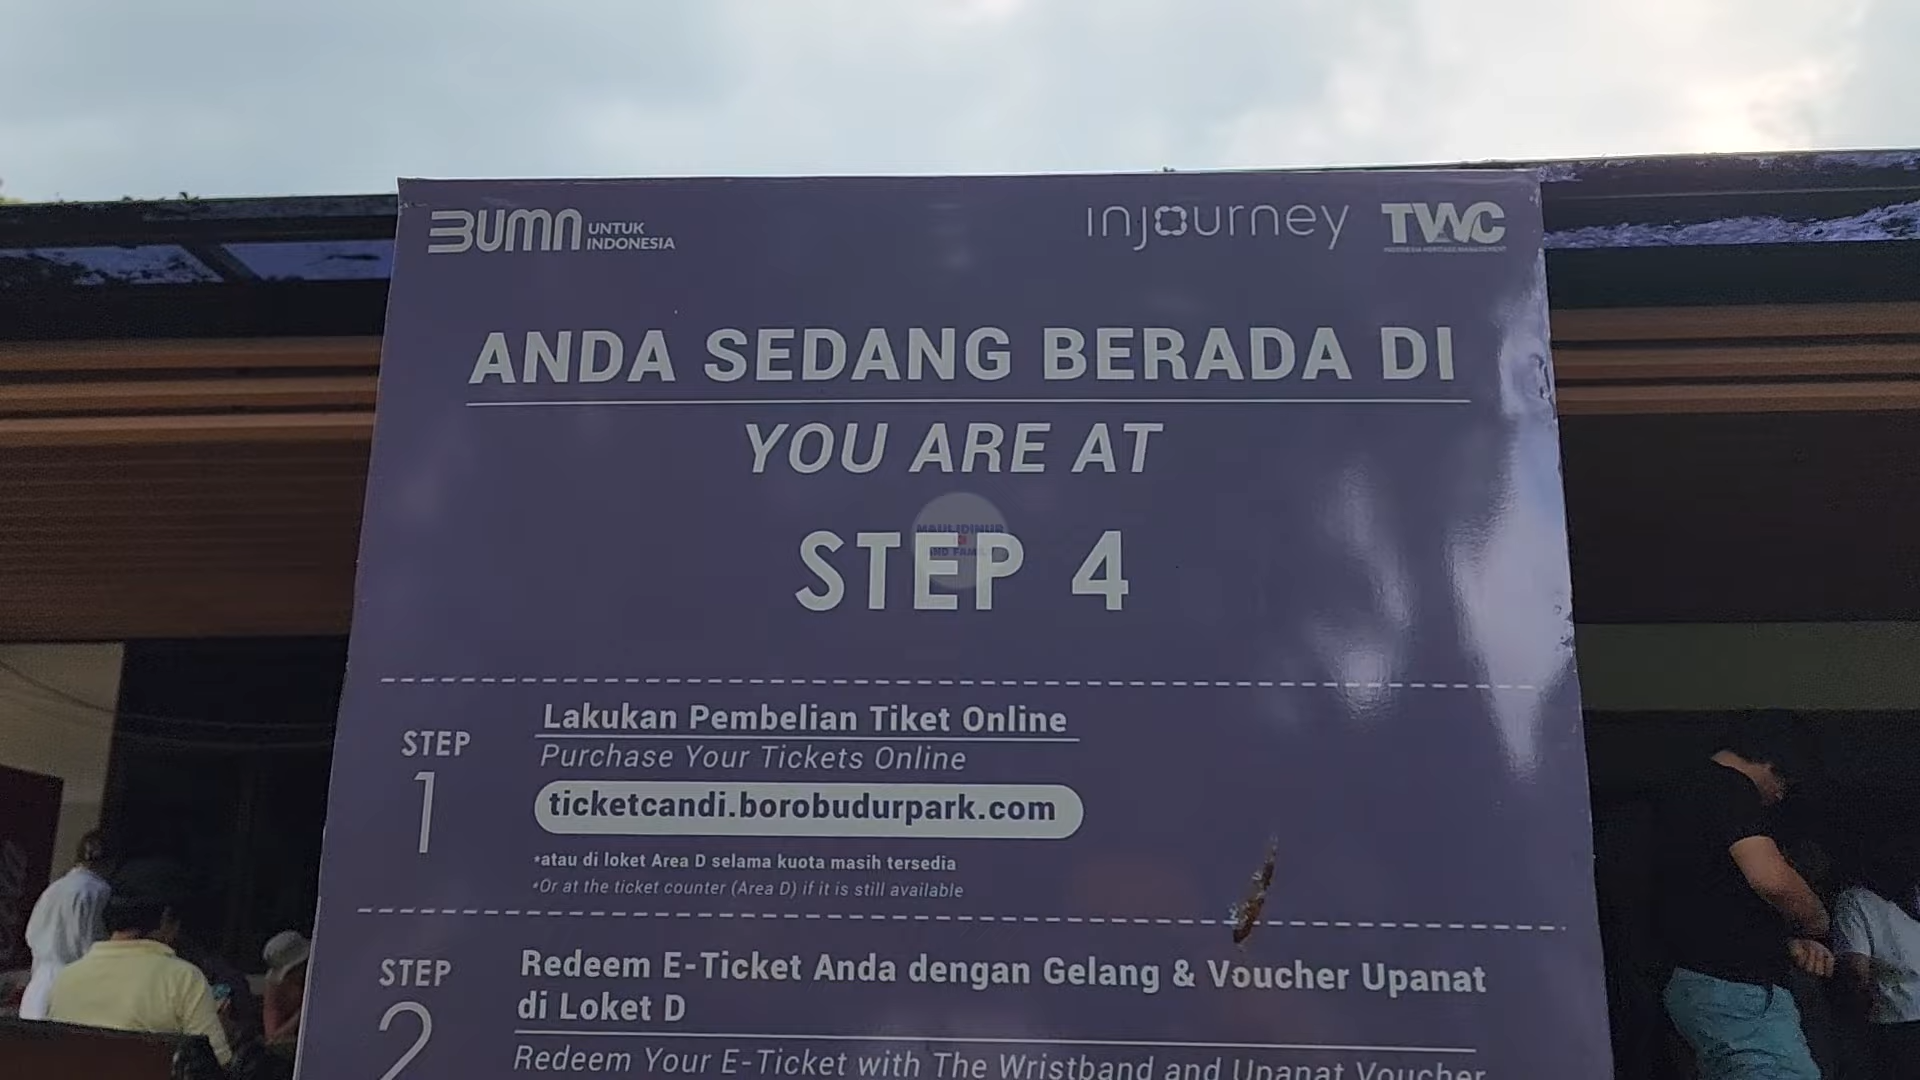 BUMN UNTUK INDONESIA
injourney
TWC
INDONESIA HERITAGE MANAGEMENT
ANDA SEDANG BERADA DI
YOU ARE AT
MAULIDINUR
AND FAMILY
STEP 4
STEP 1
Lakukan Pembelian Tiket Online
Purchase Your Tickets Online
ticketcandi.borobudurpark.com
*atau di loket Area D selama kuota masih tersedia
*Or at the ticket counter (Area D) if it is still available
STEP 2
Redeem E-Ticket Anda dengan Gelang & Voucher Upanat
di Loket D
Redeem Your E-Ticket with The Wristband and Upanat Voucher